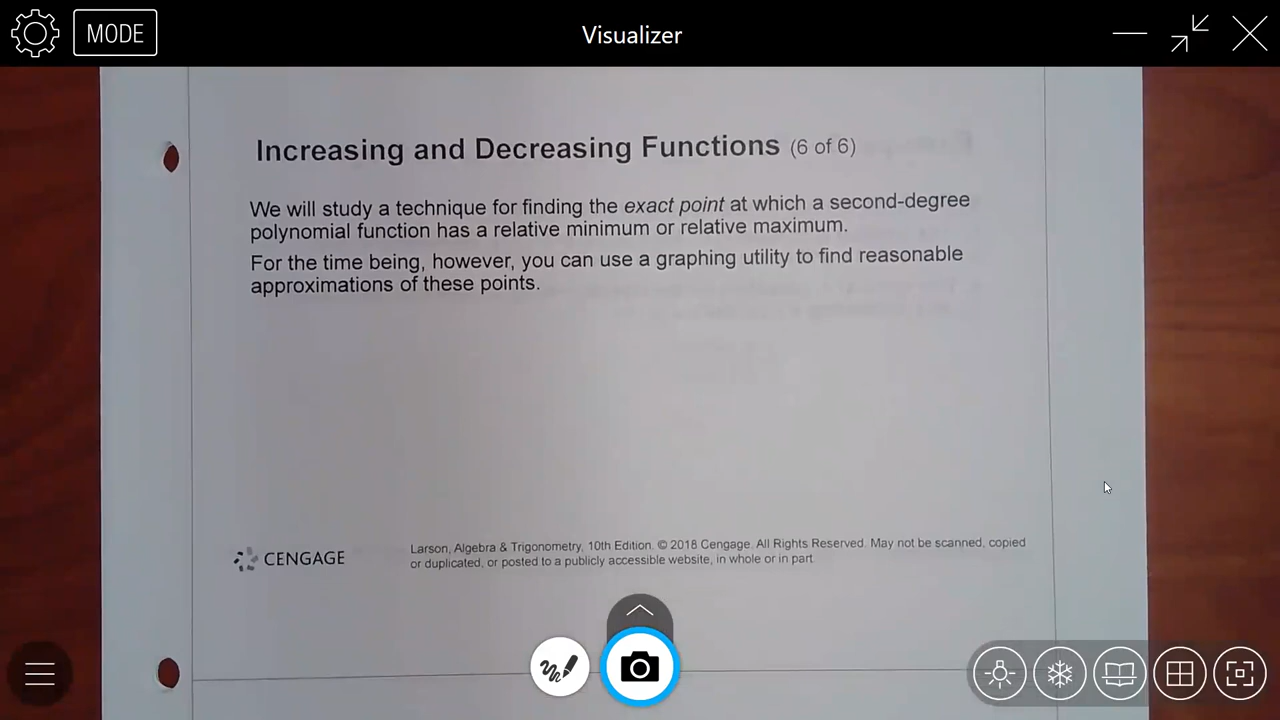 MODE
Visualizer
Increasing and Decreasing Functions (6 of 6)
We will study a technique for finding the exact point at which a second-degree
polynomial function has a relative minimum or relative maximum.
For the time being, however, you can use a graphing utility to find reasonable
approximations of these points.
CENGAGE
Larson, Algebra & Trigonometry, 10th Edition. © 2018 Cengage. All Rights Reserved. May not be scanned, copied
or duplicated, or posted to a publicly accessible website, in whole or in part.